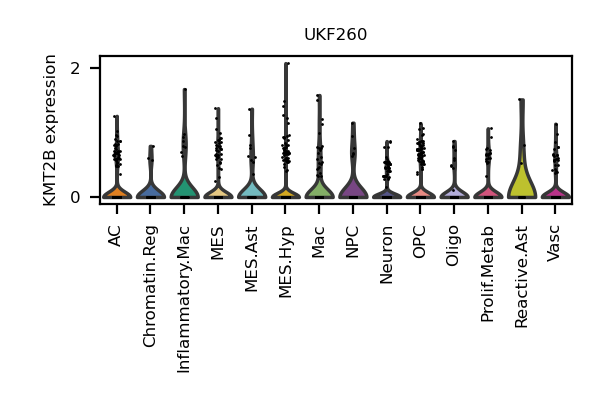 UKF260
KMT2B expression
2
0
AC
Chromatin.Reg
Inflammatory.Mac
MES
MES.Ast
MES.Hyp
Mac
NPC
Neuron
OPC
Oligo
Prolif.Metab
Reactive.Ast
Vasc